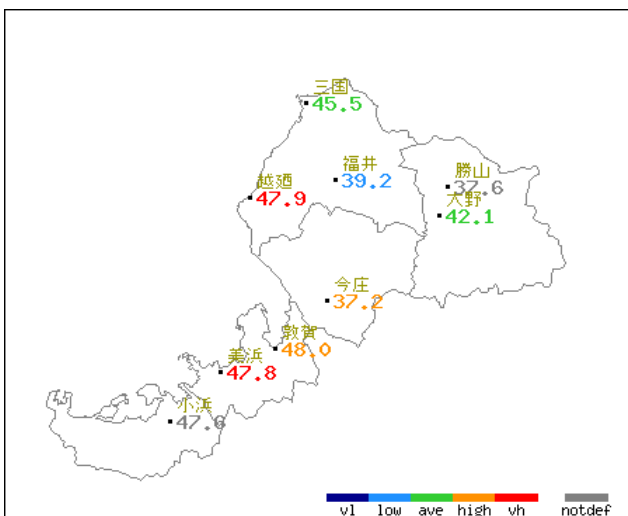 三国
45.5
福井
39.2
勝山
37.6
越廼
47.9
大野
42.1
今庄
37.2
敦賀
48.0
美浜
47.8
小浜
47.6
vl low ave high vh notdef